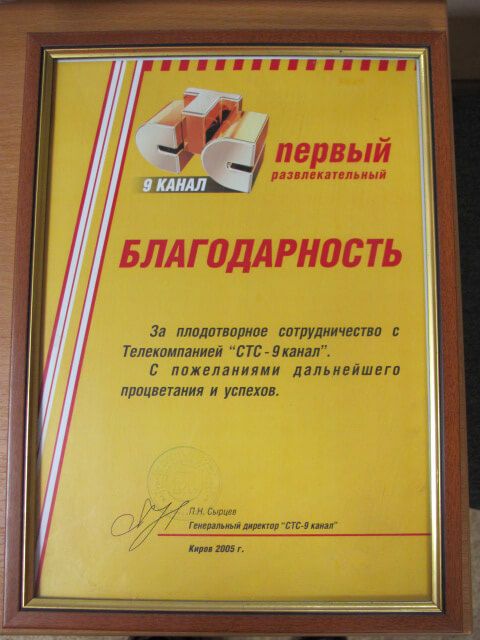 СТС
9 КАНАЛ
первый
развлекательный
БЛАГОДАРНОСТЬ
За плодотворное сотрудничество с
Телекомпанией "СТС - 9 канал".
С пожеланиями дальнейшего
процветания и успехов.
П.Н. Сырцев
Генеральный директор "СТС-9 канал"
Киров 2005 г.